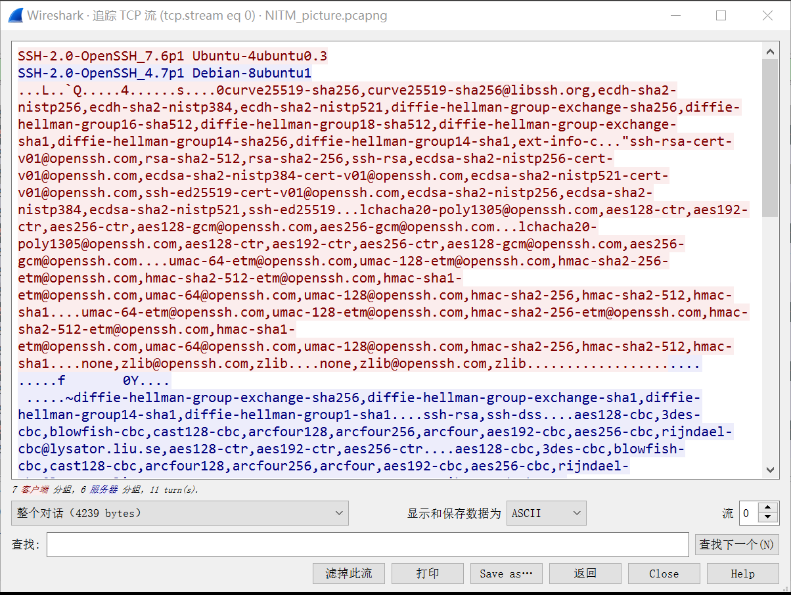 Wireshark · 追踪 TCP 流 (tcp.stream eq 0) · NITM_picture.pcapng
SSH-2.0-OpenSSH_7.6p1 Ubuntu-4ubuntu0.3
SSH-2.0-OpenSSH_4.7p1 Debian-8ubuntu1
...L..`Q.....4......s....0curve25519-sha256,curve25519-sha256@libssh.org,ecdh-sha2-
nistp256,ecdh-sha2-nistp384,ecdh-sha2-nistp521,diffie-hellman-group-exchange-sha256,diffie-
hellman-group16-sha512,diffie-hellman-group18-sha512,diffie-hellman-group-exchange-
sha1,diffie-hellman-group14-sha256,diffie-hellman-group14-sha1,ext-info-c..."ssh-rsa-cert-
v01@openssh.com,rsa-sha2-512,rsa-sha2-256,ssh-rsa,ecdsa-sha2-nistp256-cert-
v01@openssh.com,ecdsa-sha2-nistp384-cert-v01@openssh.com,ecdsa-sha2-nistp521-cert-
v01@openssh.com,ssh-ed25519-cert-v01@openssh.com,ecdsa-sha2-nistp256,ecdsa-sha2-
nistp384,ecdsa-sha2-nistp521,ssh-ed25519...lchacha20-poly1305@openssh.com,aes128-ctr,aes192-
ctr,aes256-ctr,aes128-gcm@openssh.com,aes256-gcm@openssh.com...lchacha20-
poly1305@openssh.com,aes128-ctr,aes192-ctr,aes256-ctr,aes128-gcm@openssh.com,aes256-
gcm@openssh.com....umac-64-etm@openssh.com,umac-128-etm@openssh.com,hmac-sha2-256-
etm@openssh.com,hmac-sha2-512-etm@openssh.com,hmac-sha1-
etm@openssh.com,umac-64@openssh.com,umac-128@openssh.com,hmac-sha2-256,hmac-sha2-512,hmac-
sha1....umac-64-etm@openssh.com,umac-128-etm@openssh.com,hmac-sha2-256-etm@openssh.com,hmac-
sha2-512-etm@openssh.com,hmac-sha1-
etm@openssh.com,umac-64@openssh.com,umac-128@openssh.com,hmac-sha2-256,hmac-sha2-512,hmac-
sha1....none,zlib@openssh.com,zlib....none,zlib@openssh.com,zlib......................
......f 0Y....
.....~diffie-hellman-group-exchange-sha256,diffie-hellman-group-exchange-sha1,diffie-
hellman-group14-sha1,diffie-hellman-group1-sha1....ssh-rsa,ssh-dss....aes128-cbc,3des-
cbc,blowfish-cbc,cast128-cbc,arcfour128,arcfour256,arcfour,aes192-cbc,aes256-cbc,rijndael-
cbc@lysator.liu.se,aes128-ctr,aes192-ctr,aes256-ctr....aes128-cbc,3des-cbc,blowfish-
cbc,cast128-cbc,arcfour128,arcfour256,arcfour,aes192-cbc,aes256-cbc,rijndael-
7 客户端 分组, 6 服务器 分组, 11 turn(s).
整个对话 (4239 bytes) 显示和保存数据为 ASCII 流 0
查找: 查找下一个(N)
滤掉此流 打印 Save as… 返回 Close Help